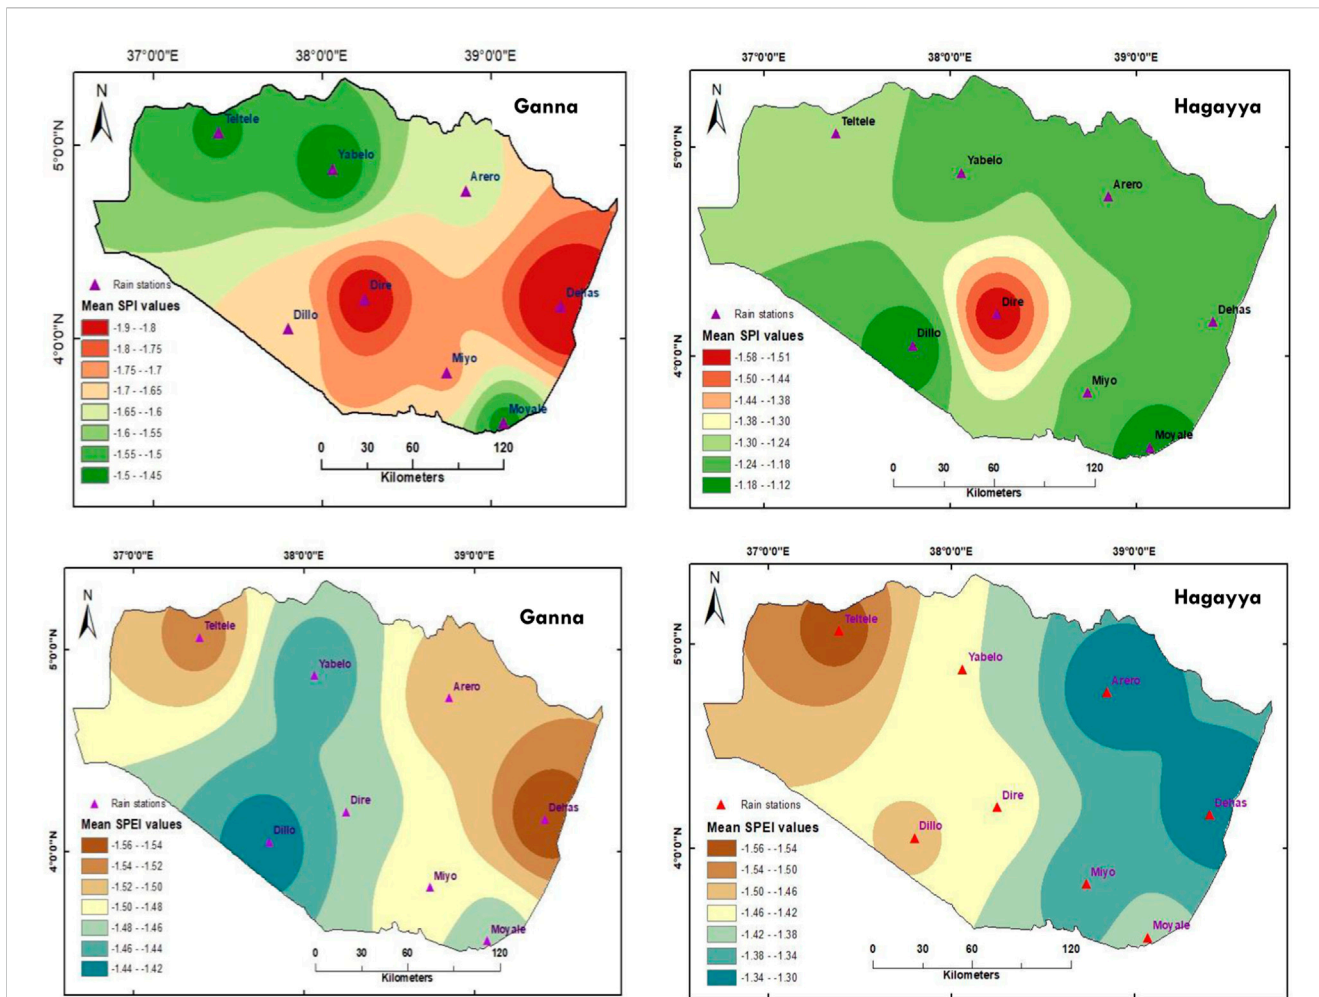 37°0'0"E 38°0'0"E 39°0'0"E
N
Ganna
5°0'0"N
4°0'0"N
Teltele
Yabelo
Arero
Dire
Dehas
Dillo
Miyo
Moyale
Rain stations
Mean SPI values
-1.9 - -1.8
-1.8 - -1.75
-1.75 - -1.7
-1.7 - -1.65
-1.65 - -1.6
-1.6 - -1.55
-1.55 - -1.5
-1.5 - -1.45
0 30 60 120
Kilometers
37°0'0"E 38°0'0"E 39°0'0"E
N
Hagayya
5°0'0"N
4°0'0"N
Teltele
Yabelo
Arero
Dire
Dehas
Dillo
Miyo
Moyale
Rain stations
Mean SPI values
-1.58 - -1.51
-1.50 - -1.44
-1.44 - -1.38
-1.38 - -1.30
-1.30 - -1.24
-1.24 - -1.18
-1.18 - -1.12
0 30 60 120
Kilometers
37°0'0"E 38°0'0"E 39°0'0"E
N
Ganna
5°0'0"N
4°0'0"N
Teltele
Yabelo
Arero
Dire
Dehas
Dillo
Miyo
Moyale
Rain stations
Mean SPEI values
-1.56 - -1.54
-1.54 - -1.52
-1.52 - -1.50
-1.50 - -1.48
-1.48 - -1.46
-1.46 - -1.44
-1.44 - -1.42
0 30 60 120
Kilometers
37°0'0"E 38°0'0"E 39°0'0"E
N
Hagayya
5°0'0"N
4°0'0"N
Teltele
Yabelo
Arero
Dire
Dehas
Dillo
Miyo
Moyale
Rain stations
Mean SPEI values
-1.56 - -1.54
-1.54 - -1.50
-1.50 - -1.46
-1.46 - -1.42
-1.42 - -1.38
-1.38 - -1.34
-1.34 - -1.30
0 30 60 120
Kilometers